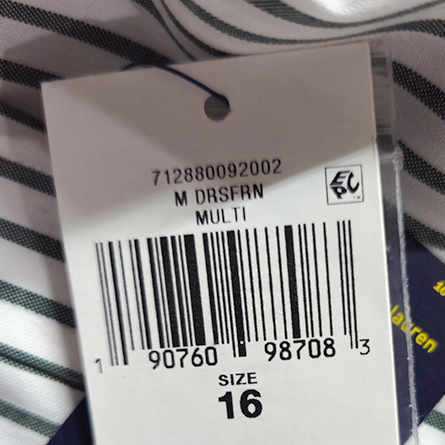 712880092002
M DRSFRN
MULTI
EPC
1 90760 98708 3
SIZE
16
lauren